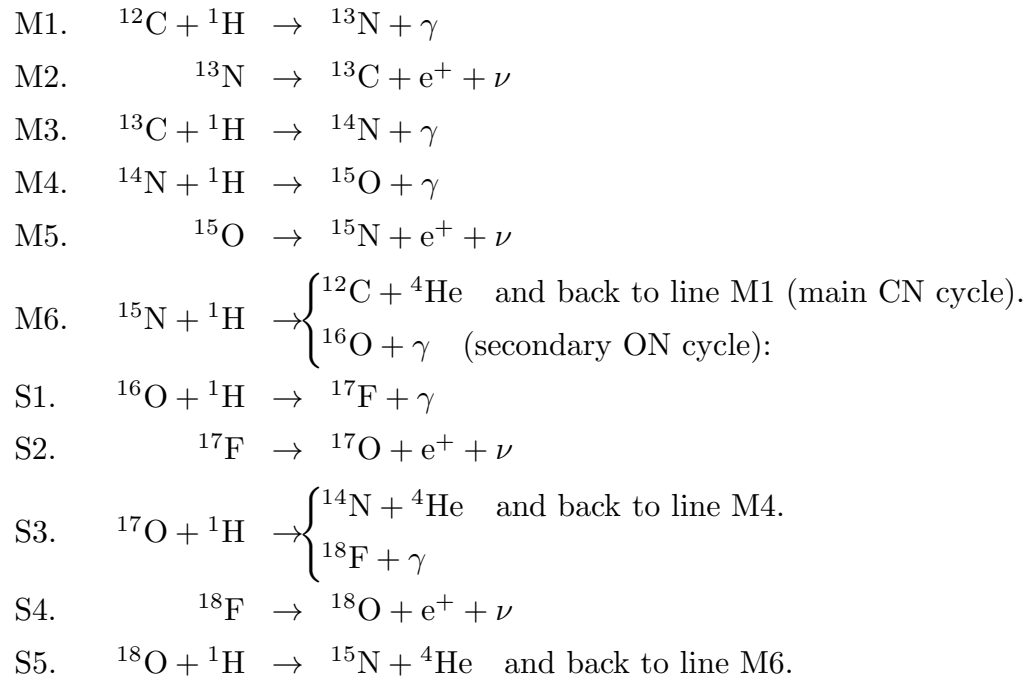 M1. ¹²C + ¹H → ¹³N + γ
M2. ¹³N → ¹³C + e⁺ + ν
M3. ¹³C + ¹H → ¹⁴N + γ
M4. ¹⁴N + ¹H → ¹⁵O + γ
M5. ¹⁵O → ¹⁵N + e⁺ + ν
M6. ¹⁵N + ¹H → { ¹²C + ⁴He and back to line M1 (main CN cycle).
¹⁶O + γ (secondary ON cycle):
S1. ¹⁶O + ¹H → ¹⁷F + γ
S2. ¹⁷F → ¹⁷O + e⁺ + ν
S3. ¹⁷O + ¹H → { ¹⁴N + ⁴He and back to line M4.
¹⁸F + γ
S4. ¹⁸F → ¹⁸O + e⁺ + ν
S5. ¹⁸O + ¹H → ¹⁵N + ⁴He and back to line M6.